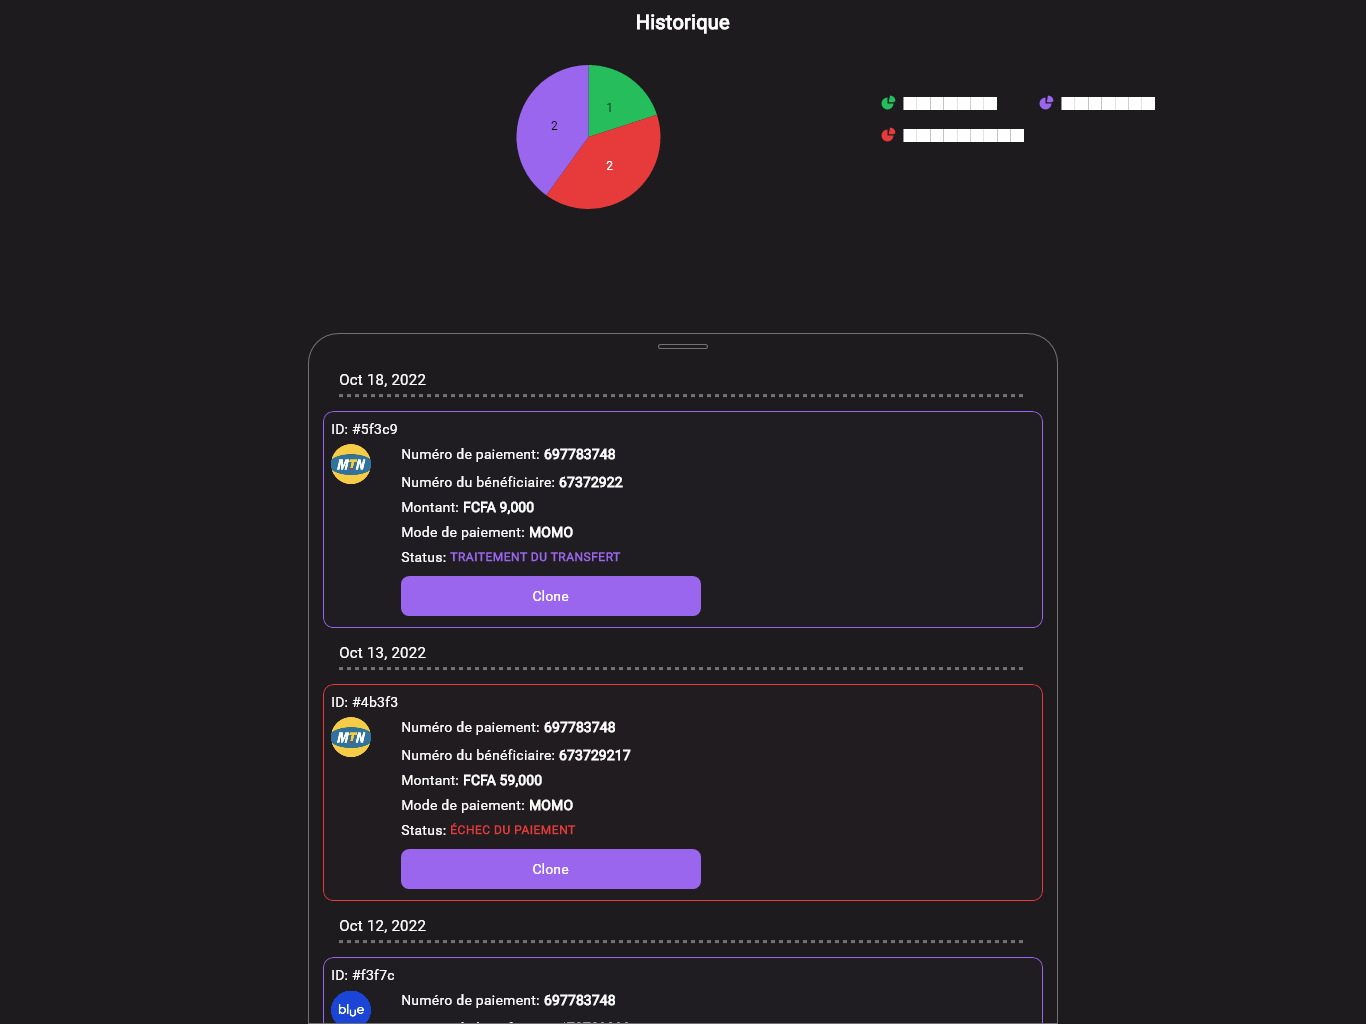 Historique
1
2
2
Oct 18, 2022
ID: #5f3c9
MTN
Numéro de paiement: 697783748
Numéro du bénéficiaire: 67372922
Montant: FCFA 9,000
Mode de paiement: MOMO
Status: TRAITEMENT DU TRANSFERT
Clone
Oct 13, 2022
ID: #4b3f3
MTN
Numéro de paiement: 697783748
Numéro du bénéficiaire: 673729217
Montant: FCFA 59,000
Mode de paiement: MOMO
Status: ÉCHEC DU PAIEMENT
Clone
Oct 12, 2022
ID: #f3f7c
blue
Numéro de paiement: 697783748